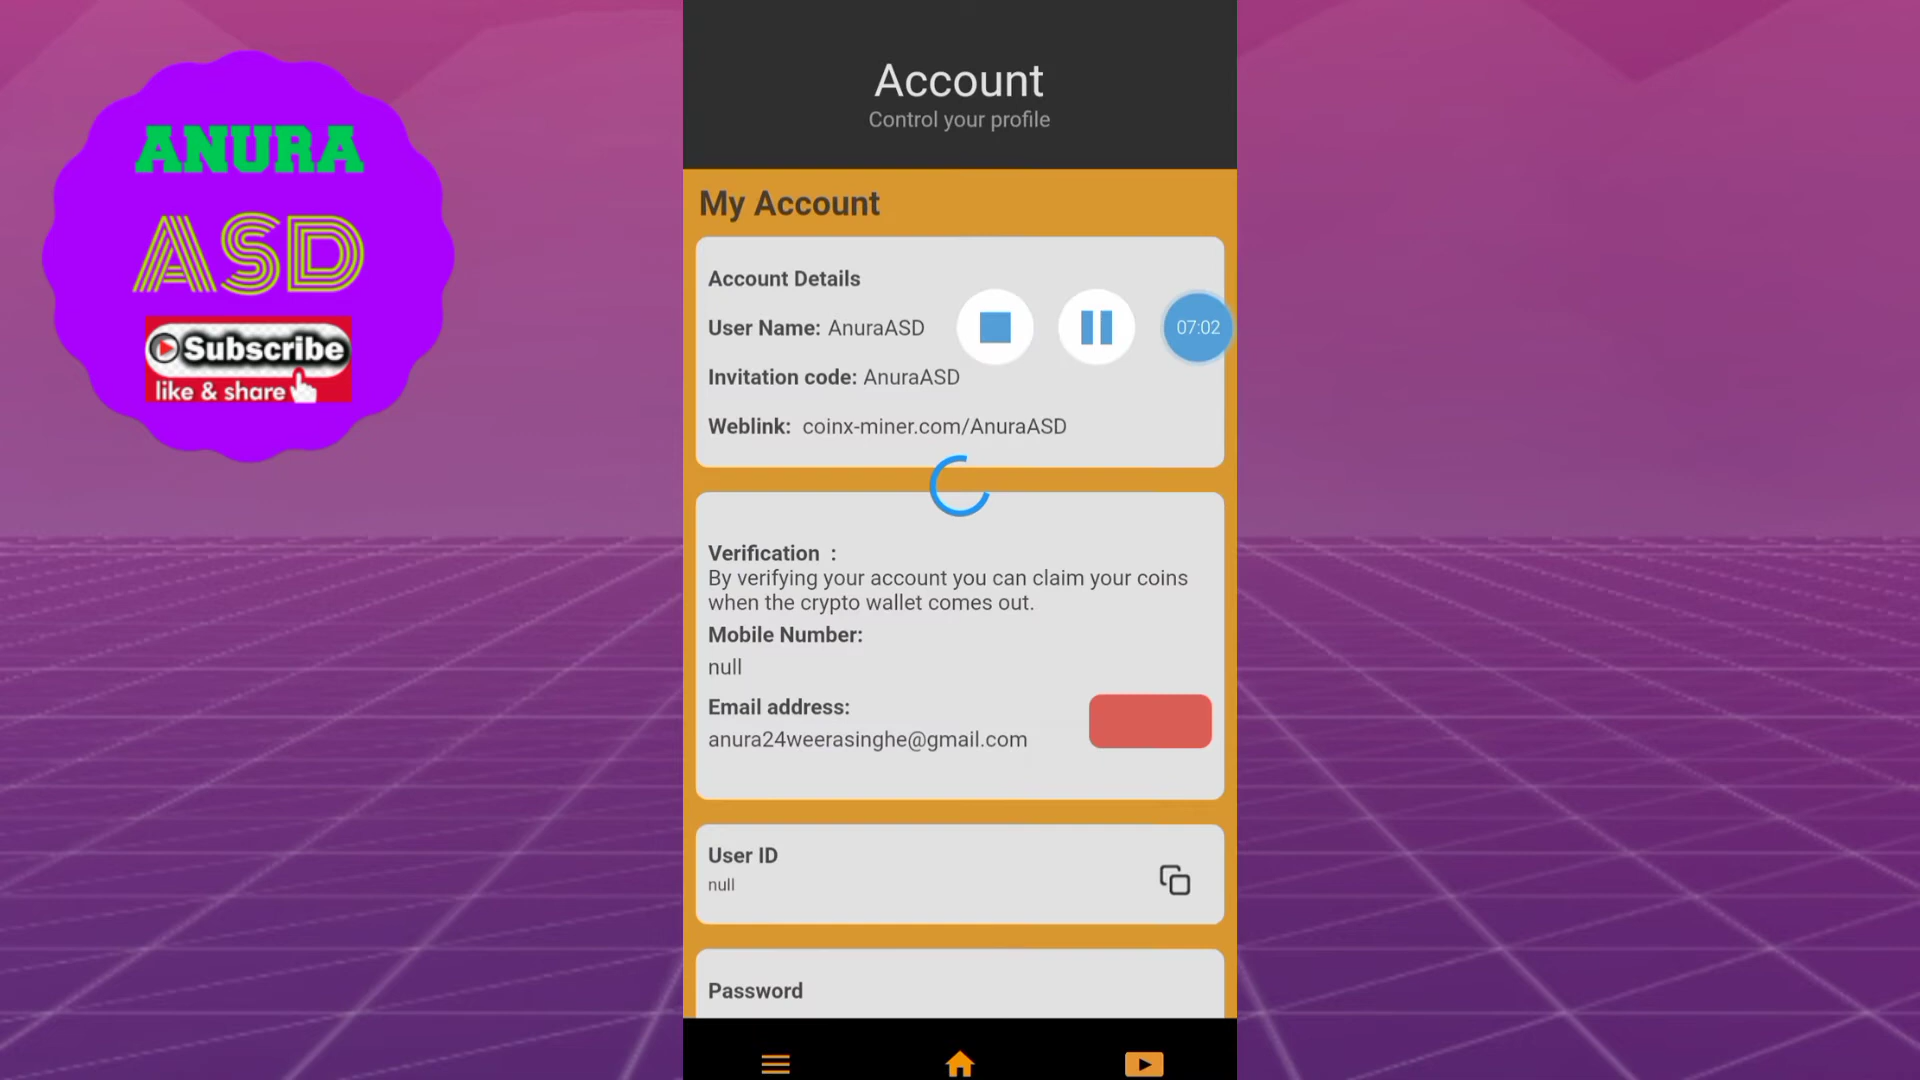 ANURA
ASD
Subscribe
like & share
Account
Control your profile
My Account
Account Details
User Name: AnuraASD
07:02
Invitation code: AnuraASD
Weblink: coinx-miner.com/AnuraASD
Verification :
By verifying your account you can claim your coins
when the crypto wallet comes out.
Mobile Number:
null
Email address:
anura24weerasinghe@gmail.com
User ID
null
Password